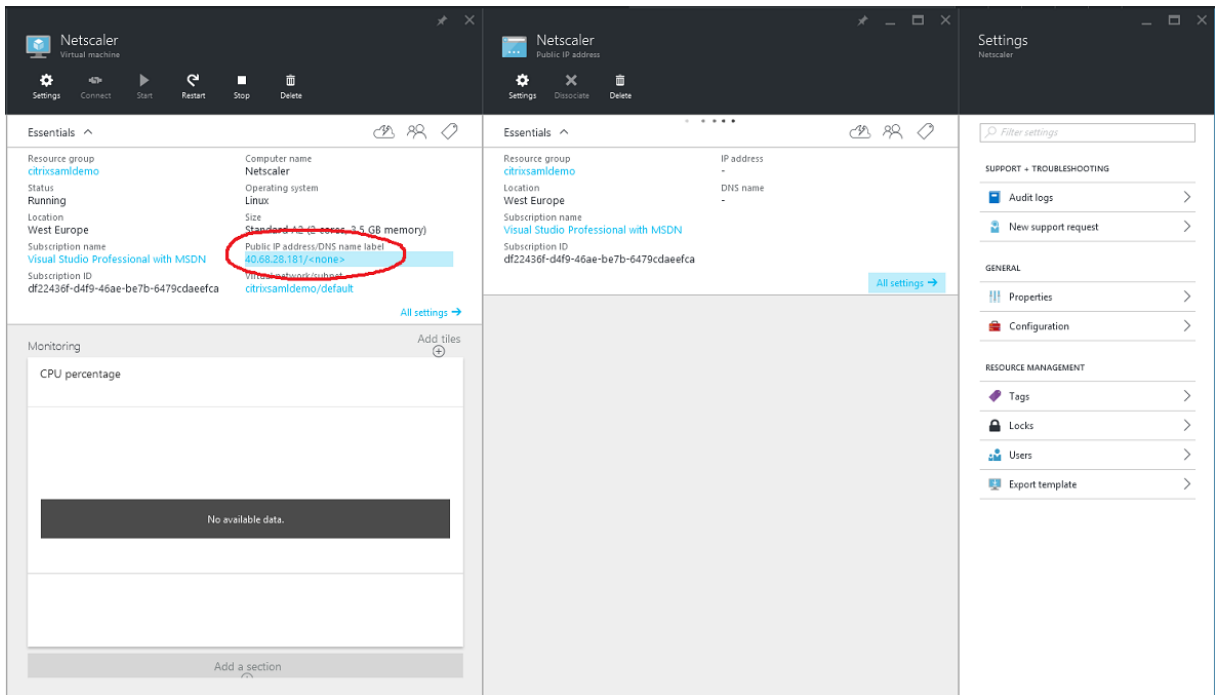 Netscaler
Virtual machine
Settings Connect Start Restart Stop Delete
Essentials
Resource group
citrixsamldemo
Status
Running
Location
West Europe
Subscription name
Visual Studio Professional with MSDN
Subscription ID
df22436f-d4f9-46ae-be7b-6479cdaeefca
Computer name
Netscaler
Operating system
Linux
Size
Standard A2 (2 cores, 3.5 GB memory)
Public IP address/DNS name label
40.68.28.181/<none>
Virtual network/subnet
citrixsamldemo/default
All settings
Monitoring
Add tiles
CPU percentage
No available data.
Add a section
Netscaler
Public IP address
Settings Dissociate Delete
Essentials
Resource group
citrixsamldemo
Location
West Europe
Subscription name
Visual Studio Professional with MSDN
Subscription ID
df22436f-d4f9-46ae-be7b-6479cdaeefca
IP address
-
DNS name
-
All settings
Settings
Netscaler
Filter settings
SUPPORT + TROUBLESHOOTING
Audit logs
New support request
GENERAL
Properties
Configuration
RESOURCE MANAGEMENT
Tags
Locks
Users
Export template